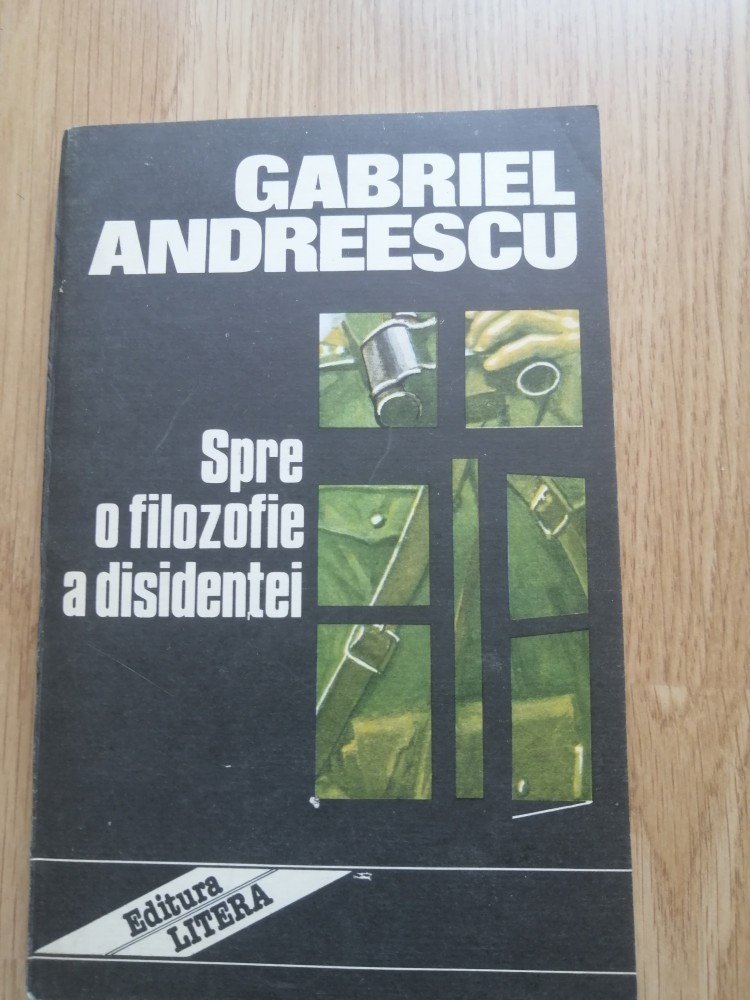 GABRIEL
ANDREESCU
Spre
o filozofie
a disidenței
Editura
LITERA